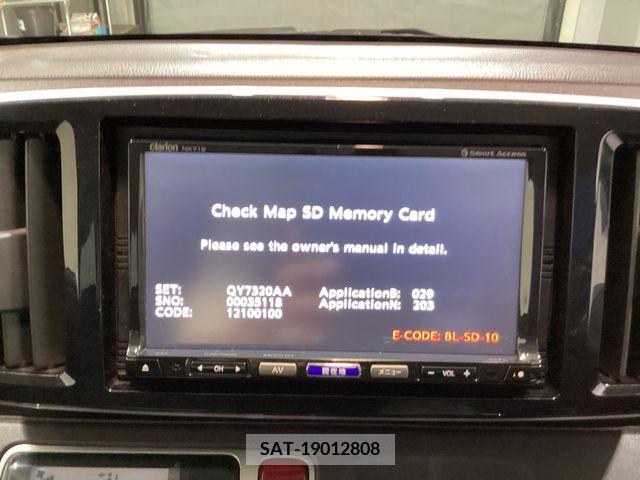 clarion NX712
Smart Access
Check Map SD Memory Card
Please see the owner's manual in detail.
SET: QY7320AA ApplicationB: 029
SNO: 00035118 ApplicationN: 203
CODE: 12100100
E-CODE: BL-SD-10
CH AV 現在地 メニュー − VOL +
SAT-19012808